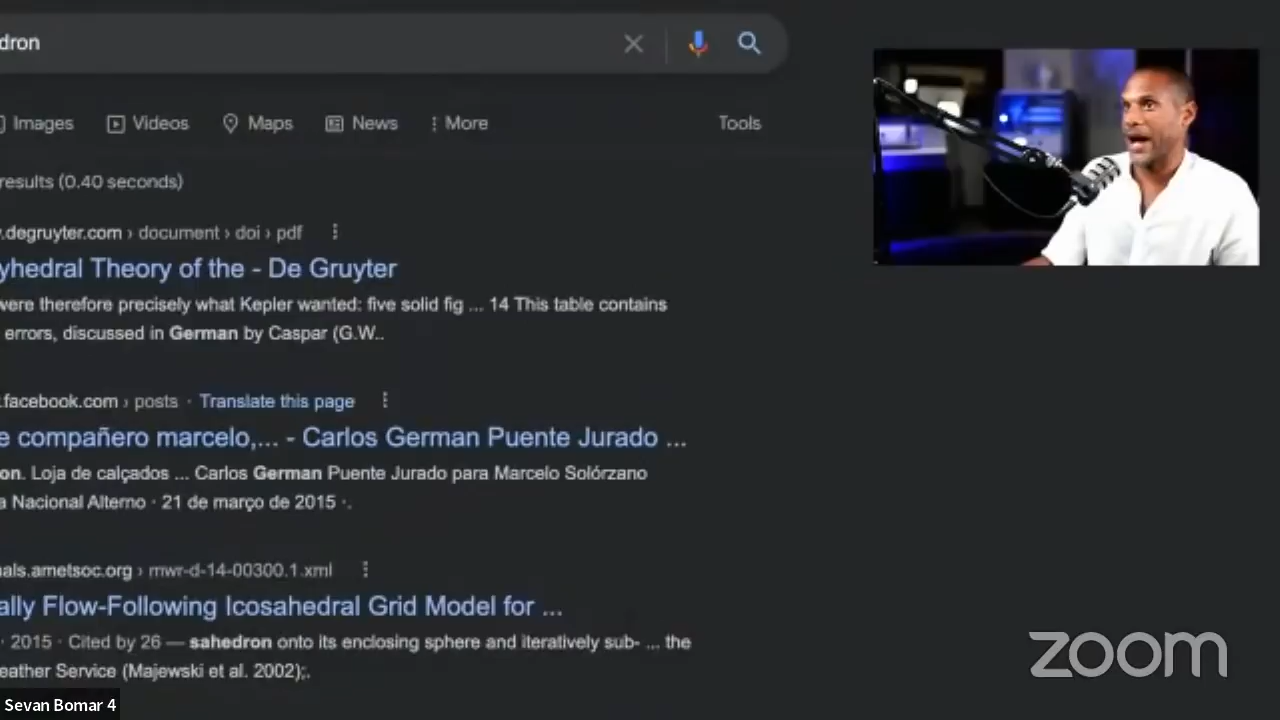 dron
Images Videos Maps News More Tools
results (0.40 seconds)
.degruyter.com › document › doi › pdf
yhedral Theory of the - De Gruyter
were therefore precisely what Kepler wanted: five solid fig ... 14 This table contains
errors, discussed in German by Caspar (G.W..
.facebook.com › posts · Translate this page
e compañero marcelo,... - Carlos German Puente Jurado ...
on. Loja de calçados ... Carlos German Puente Jurado para Marcelo Solórzano
a Nacional Alterno · 21 de março de 2015 ·.
als.ametsoc.org › mwr-d-14-00300.1.xml
ally Flow-Following Icosahedral Grid Model for ...
· 2015 · Cited by 26 — sahedron onto its enclosing sphere and iteratively sub- ... the
eather Service (Majewski et al. 2002);.
zoom
Sevan Bomar 4